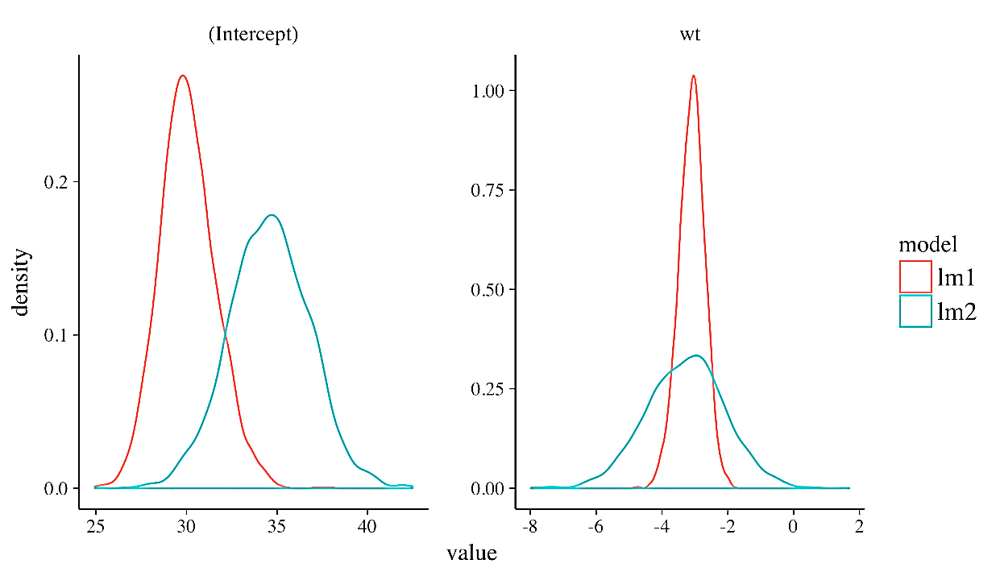 (Intercept)
wt
density
0.2
0.1
0.0
25 30 35 40
1.00
0.75
0.50
0.25
0.00
-8 -6 -4 -2 0 2
value
model
lm1
lm2